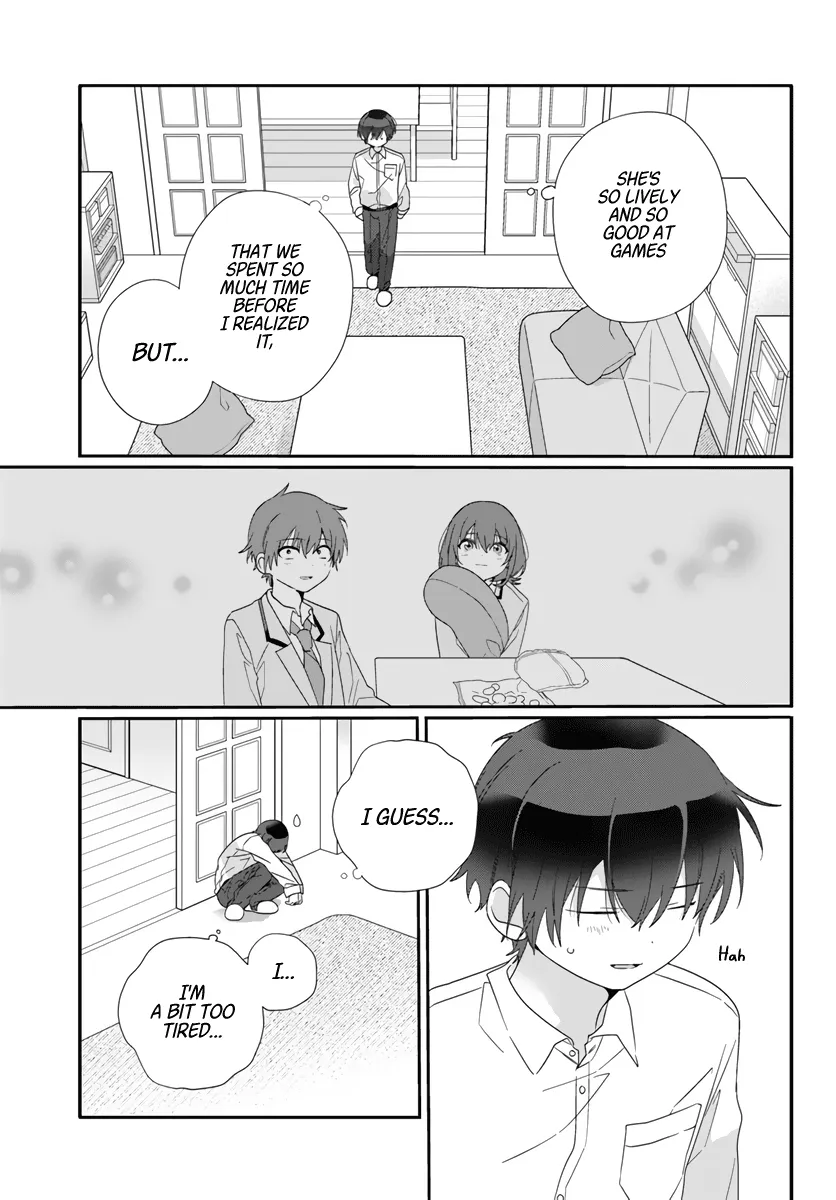 SHE'S
SO LIVELY
AND SO
GOOD AT
GAMES
THAT WE
SPENT SO
MUCH TIME
BEFORE
I REALIZED
IT,
BUT...
Hah
I GUESS...
I...
I'M
A BIT TOO
TIRED...